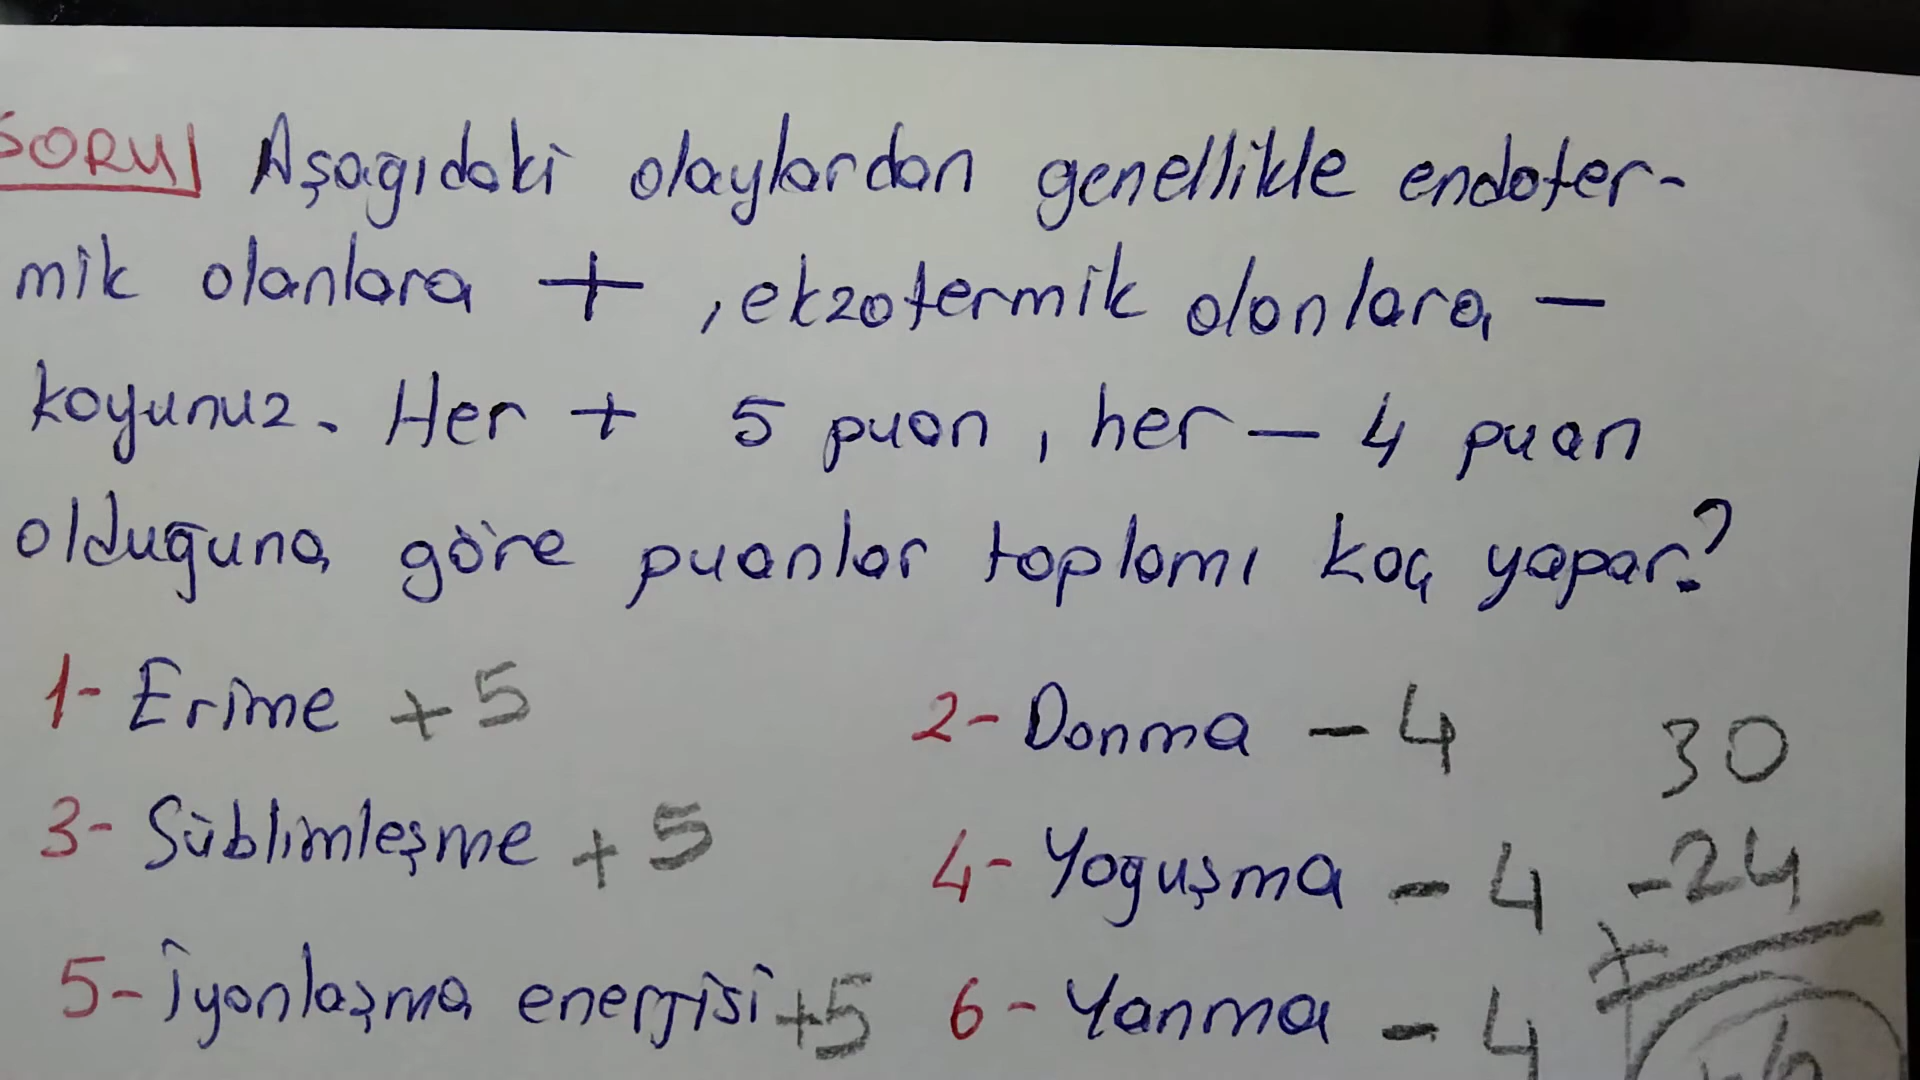 SORU Aşağıdaki olaylardan genellikle endoter-
mik olanlara + , ekzotermik olanlara -
koyunuz. Her + 5 puan, her - 4 puan
olduğuna göre puanlar toplamı kaç yapar?
1- Erime +5
2- Donma -4
30
3- Süblimleşme +5
4- Yoğuşma -4
-24
+
5- İyonlaşma enerjisi +5
6- Yanma -4